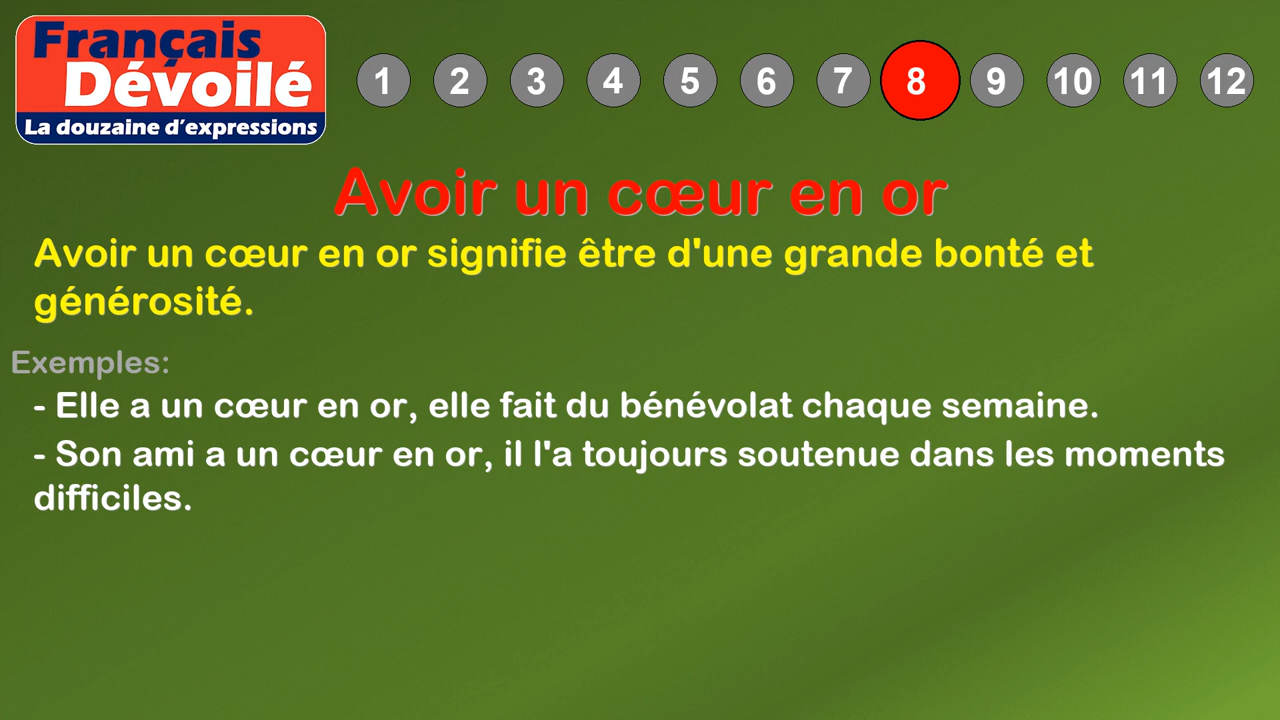 Français
Dévoilé
La douzaine d’expressions
1 2 3 4 5 6 7 8 9 10 11 12
Avoir un cœur en or
Avoir un cœur en or signifie être d'une grande bonté et
générosité.
Exemples:
- Elle a un cœur en or, elle fait du bénévolat chaque semaine.
- Son ami a un cœur en or, il l'a toujours soutenue dans les moments
difficiles.